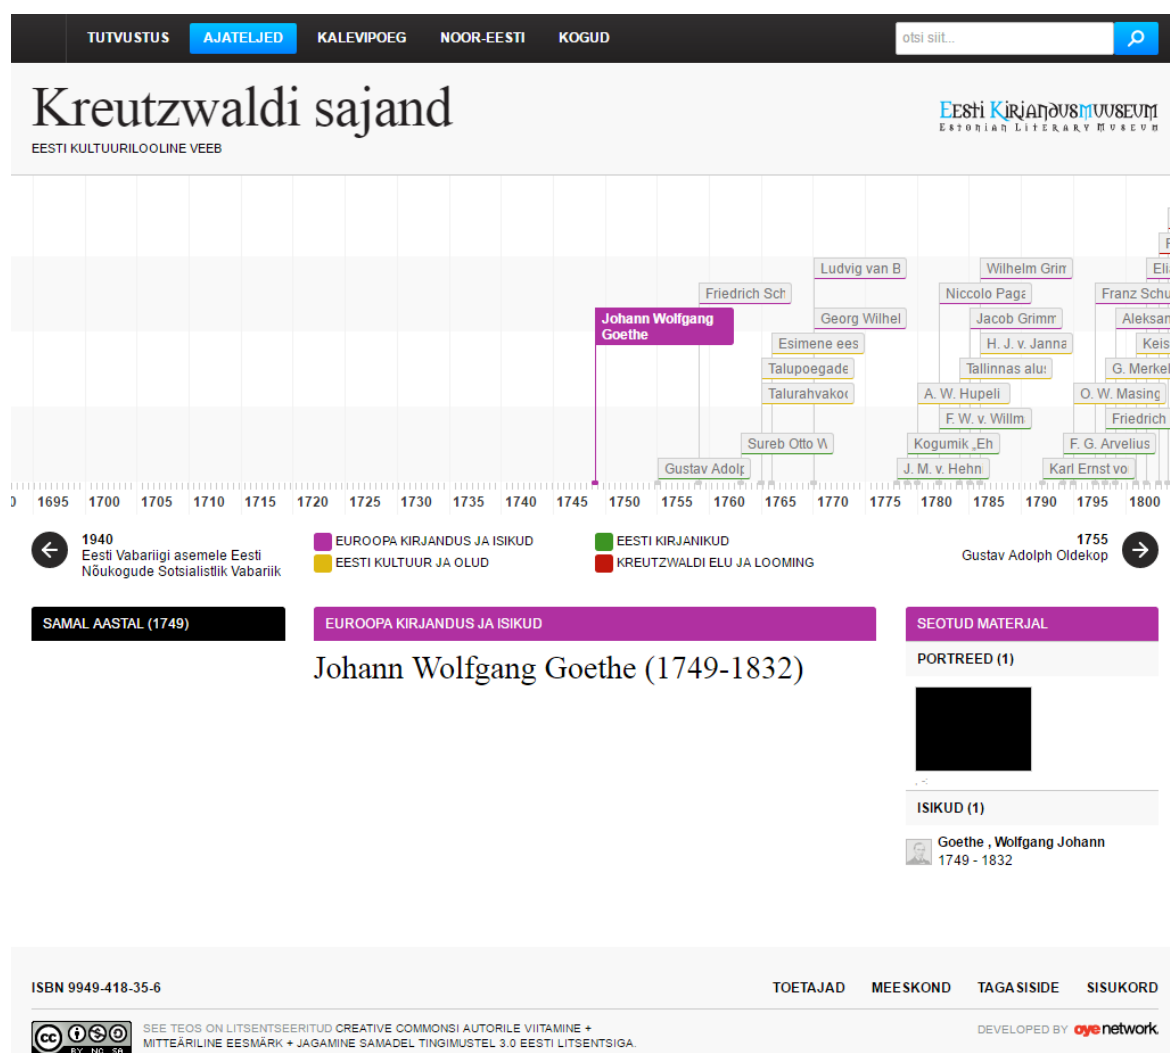 TUTVUSTUS AJATELJED KALEVIPOEG NOOR-EESTI KOGUD otsi siit...
Kreutzwaldi sajand
EESTI KULTUURILOOLINE VEEB
EESTI KIRJANDUSMUUSEUM
ESTONIAN LITERARY MUSEUM
Ludvig van B Wilhelm Grim Eli
Friedrich Sch Niccolo Paga Franz Schu
Johann Wolfgang
Goethe
Georg Wilhel Jacob Grimm Aleksan
Esimene ees H. J. v. Janna Keis
Talupoegade Tallinnas alus G. Merkel
Talurahvakoo A. W. Hupeli O. W. Masing
F. W. v. Willm Friedrich
Sureb Otto W Kogumik „Eh F. G. Arvelius
Gustav Adolp J. M. v. Hehn Karl Ernst vo
0 1695 1700 1705 1710 1715 1720 1725 1730 1735 1740 1745 1750 1755 1760 1765 1770 1775 1780 1785 1790 1795 1800
1940
Eesti Vabariigi asemele Eesti
Nõukogude Sotsialistlik Vabariik
EUROOPA KIRJANDUS JA ISIKUD
EESTI KULTUUR JA OLUD
EESTI KIRJANIKUD
KREUTZWALDI ELU JA LOOMING
1755
Gustav Adolph Oldekop
SAMAL AASTAL (1749)
EUROOPA KIRJANDUS JA ISIKUD
Johann Wolfgang Goethe (1749-1832)
SEOTUD MATERJAL
PORTREED (1)
, -:
ISIKUD (1)
Goethe , Wolfgang Johann
1749 - 1832
ISBN 9949-418-35-6 TOETAJAD MEESKOND TAGASISIDE SISUKORD
CC BY NC SA
SEE TEOS ON LITSENTSEERITUD CREATIVE COMMONSI AUTORILE VIITAMINE +
MITTEÄRILINE EESMÄRK + JAGAMINE SAMADEL TINGIMUSTEL 3.0 EESTI LITSENTSIGA.
DEVELOPED BY oyenetwork